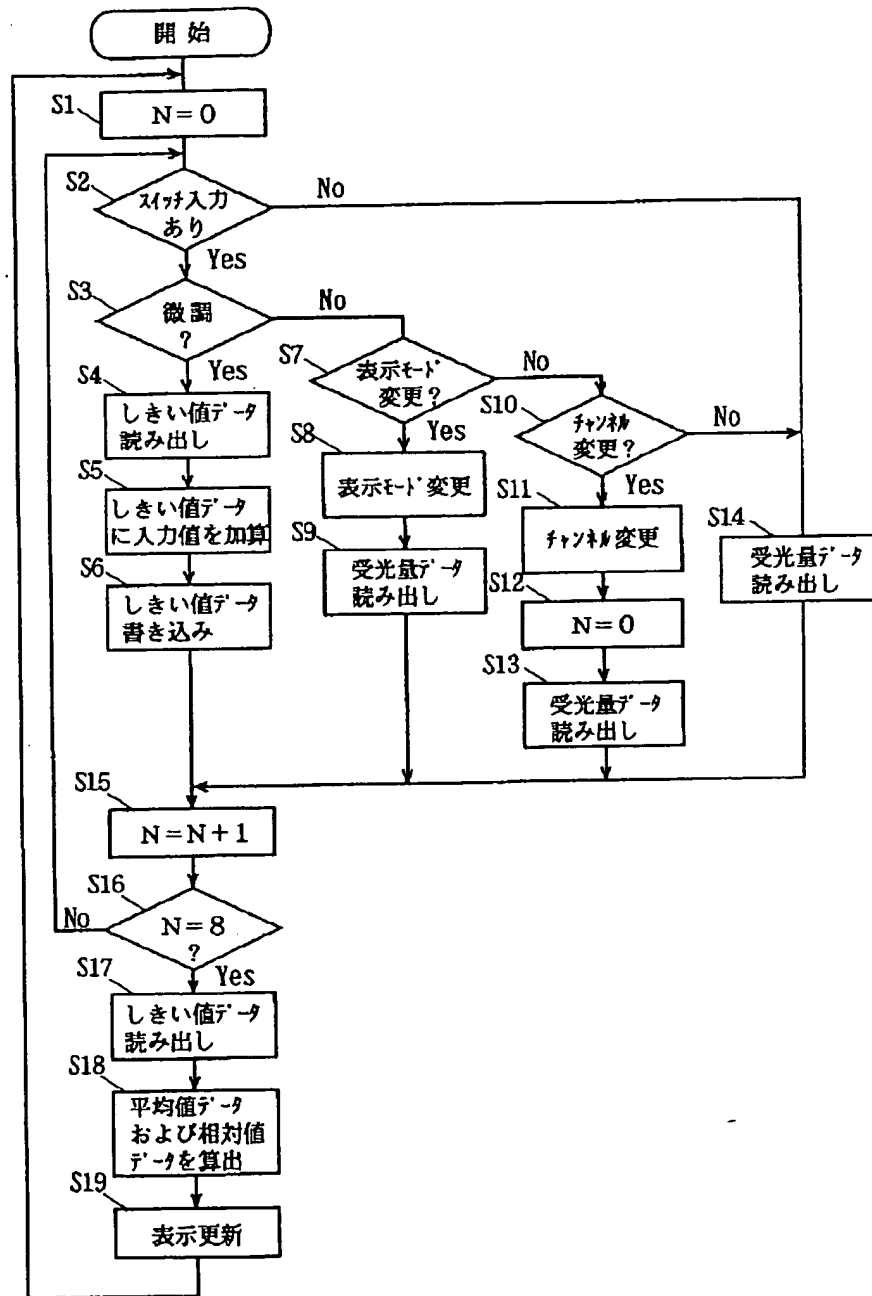 開始
S1
N=0
S2
スイッチ入力
あり
No
Yes
S3
微調
?
No
Yes
S4
しきい値データ
読み出し
S5
しきい値データ
に入力値を加算
S6
しきい値データ
書き込み
S7
表示モード
変更?
No
Yes
S8
表示モード変更
S9
受光量データ
読み出し
S10
チャンネル
変更?
No
Yes
S11
チャンネル変更
S12
N=0
S13
受光量データ
読み出し
S14
受光量データ
読み出し
S15
N=N+1
S16
N=8
?
No
Yes
S17
しきい値データ
読み出し
S18
平均値データ
および相対値
データを算出
S19
表示更新